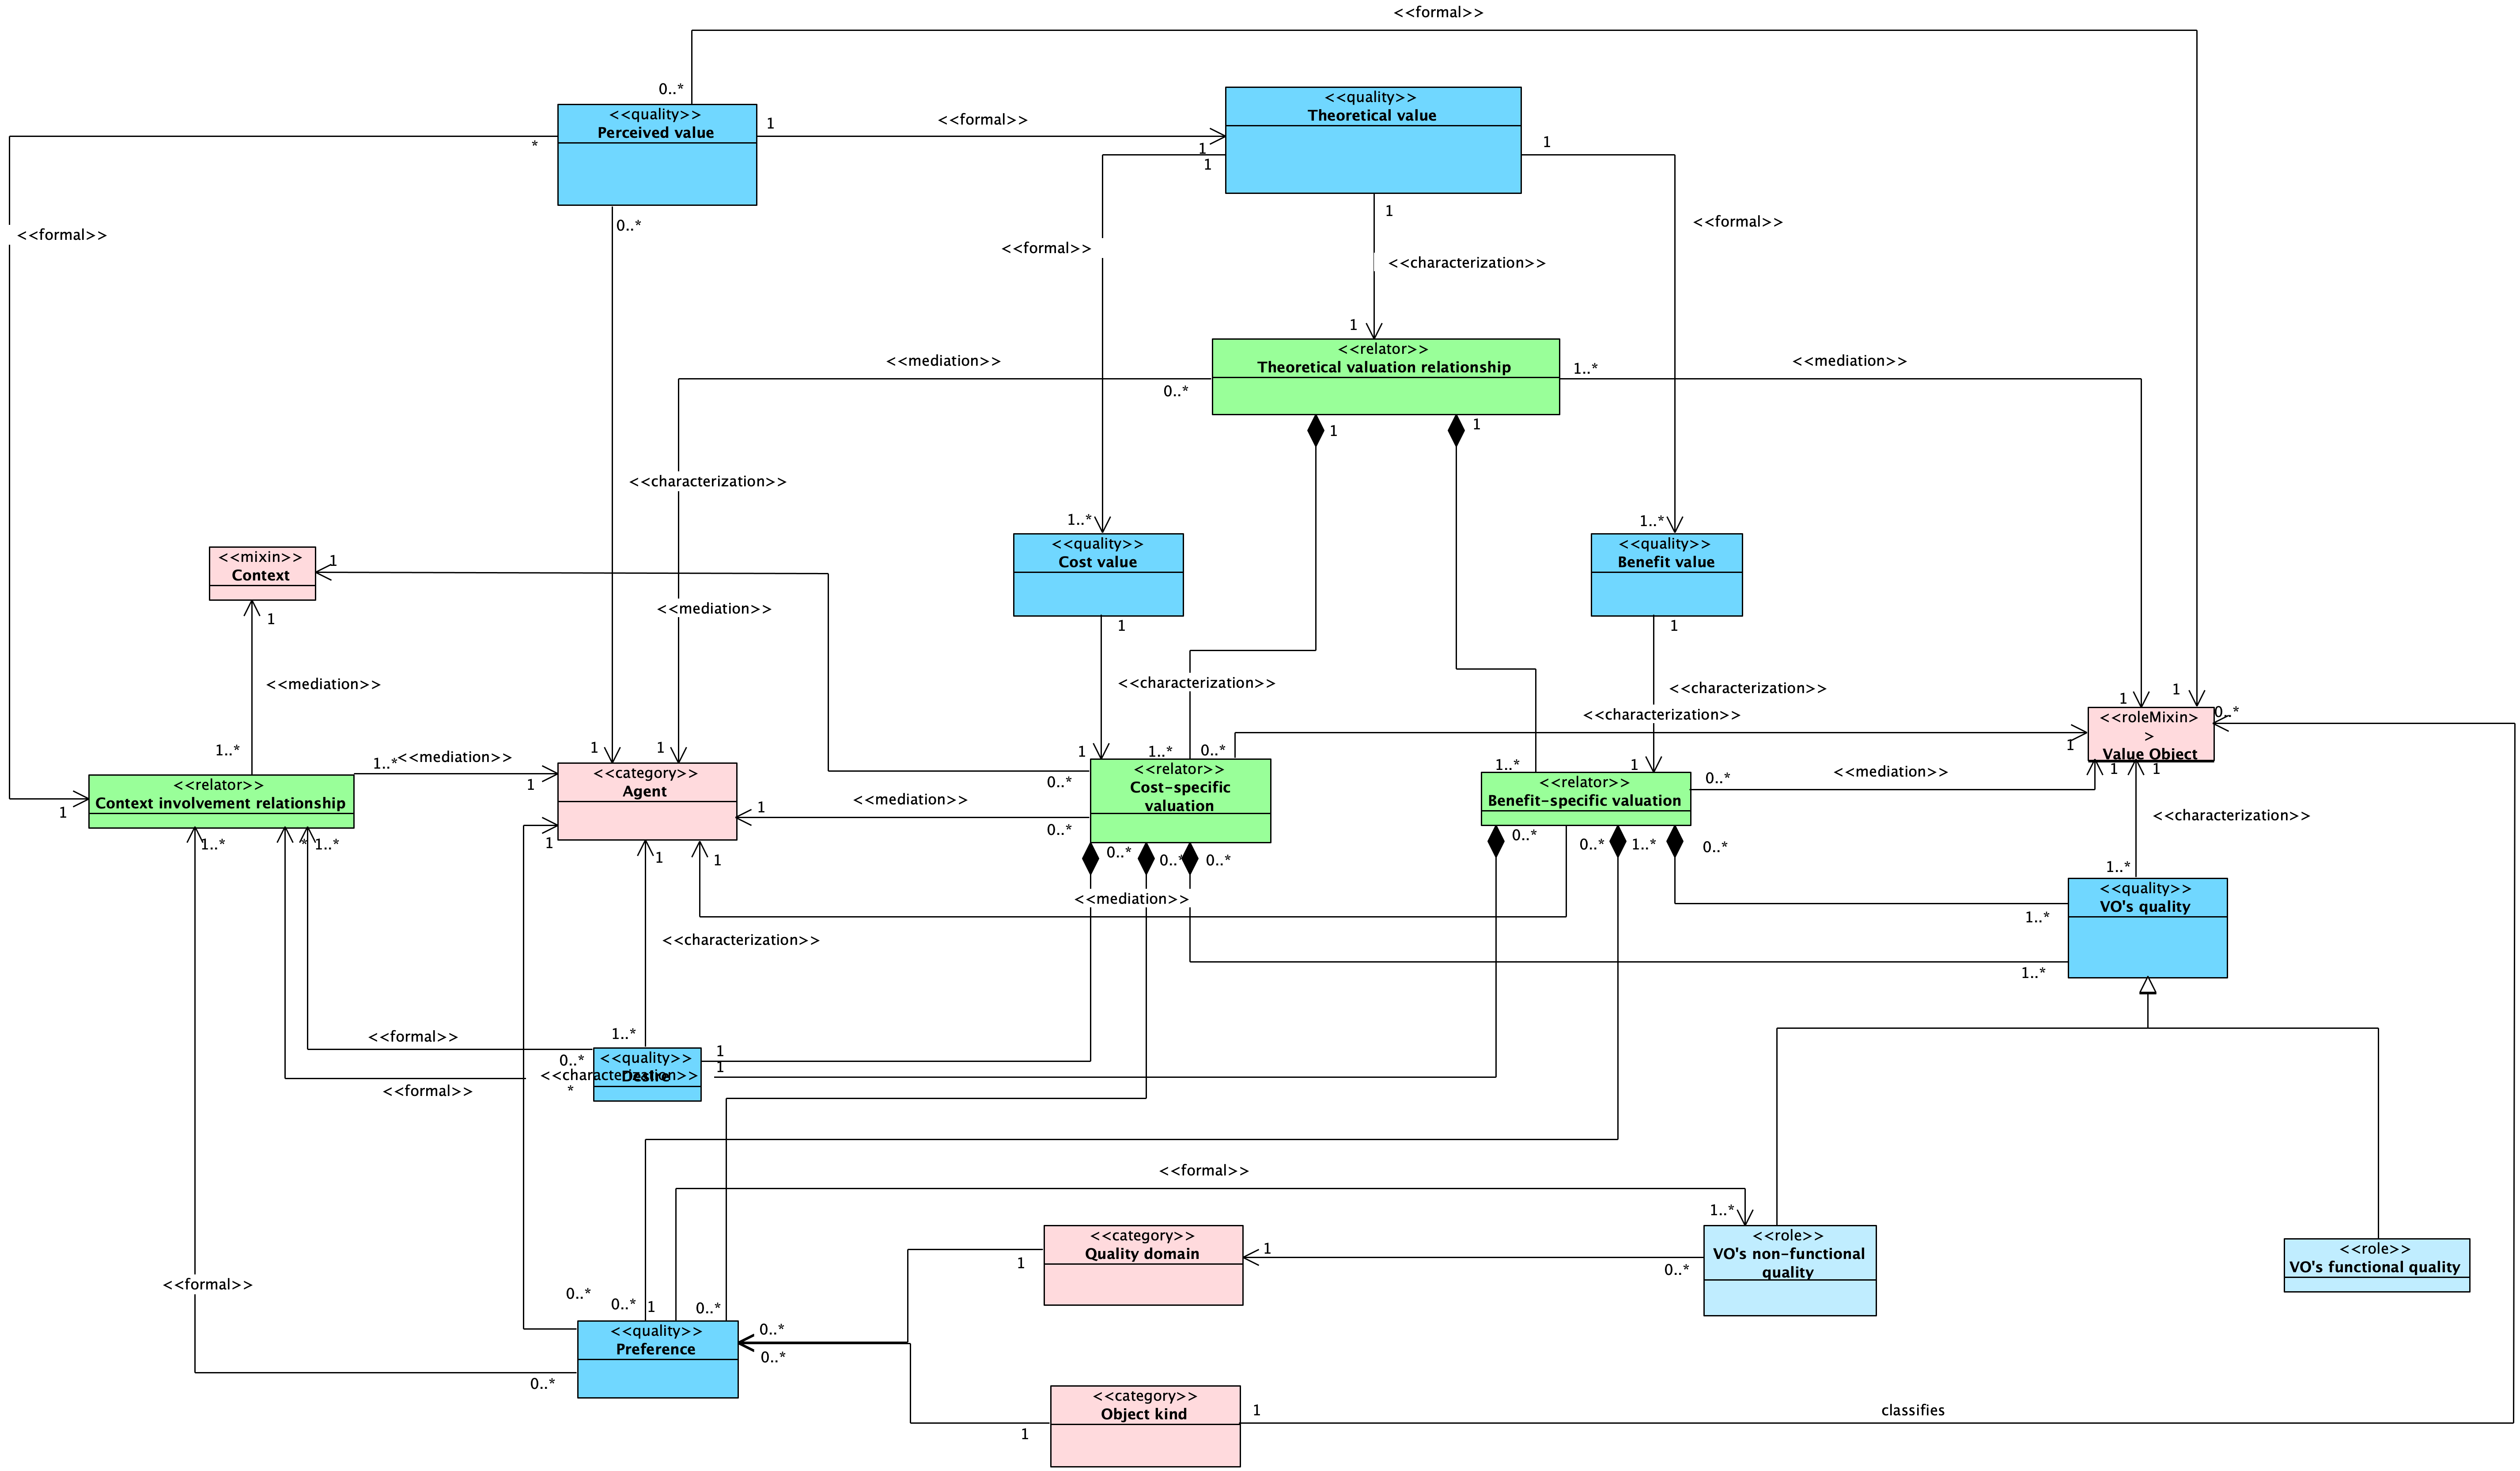 <<formal>>
0..*
<<quality>>
Perceived value
1
<<formal>>
1
1
*
0..*
<<quality>>
Theoretical value
1
1
<<formal>>
<<formal>>
<<formal>>
<<characterization>>
1
<<relator>>
Theoretical valuation relationship
<<mediation>>
0..*
1..*
<<mediation>>
1
1
<<characterization>>
1..*
1..*
<<mixin>>
Context
1
1
<<quality>>
Cost value
1
<<quality>>
Benefit value
1
<<mediation>>
<<mediation>>
<<characterization>>
<<characterization>>
<<characterization>>
1
1
0..*
<<roleMixin>
>
Value Object
1
1
1
1..*
1..*
<<mediation>>
1
1
1
<<relator>>
Context involvement relationship
1
<<category>>
Agent
1
1
1
1
1
1..*
0..*
<<relator>>
Cost-specific
valuation
0..*
0..*
<<mediation>>
1..*
1
<<relator>>
Benefit-specific valuation
0..*
<<mediation>>
1..*
* 1..*
0..*
0..*
0..*
0..*
0..*
1..*
0..*
<<mediation>>
<<characterization>>
1..*
<<quality>>
VO's quality
1..*
1..*
<<characterization>>
1..*
<<formal>>
0..*
<<quality>>
Desire
<<characterization>>
*
1
1
<<formal>>
<<formal>>
<<formal>>
1..*
<<category>>
Quality domain
1
1
<<role>>
VO's non-functional
quality
0..*
<<role>>
VO's functional quality
0..*
0..*
1
0..*
<<quality>>
Preference
0..*
0..*
0..*
<<category>>
Object kind
1
1
classifies